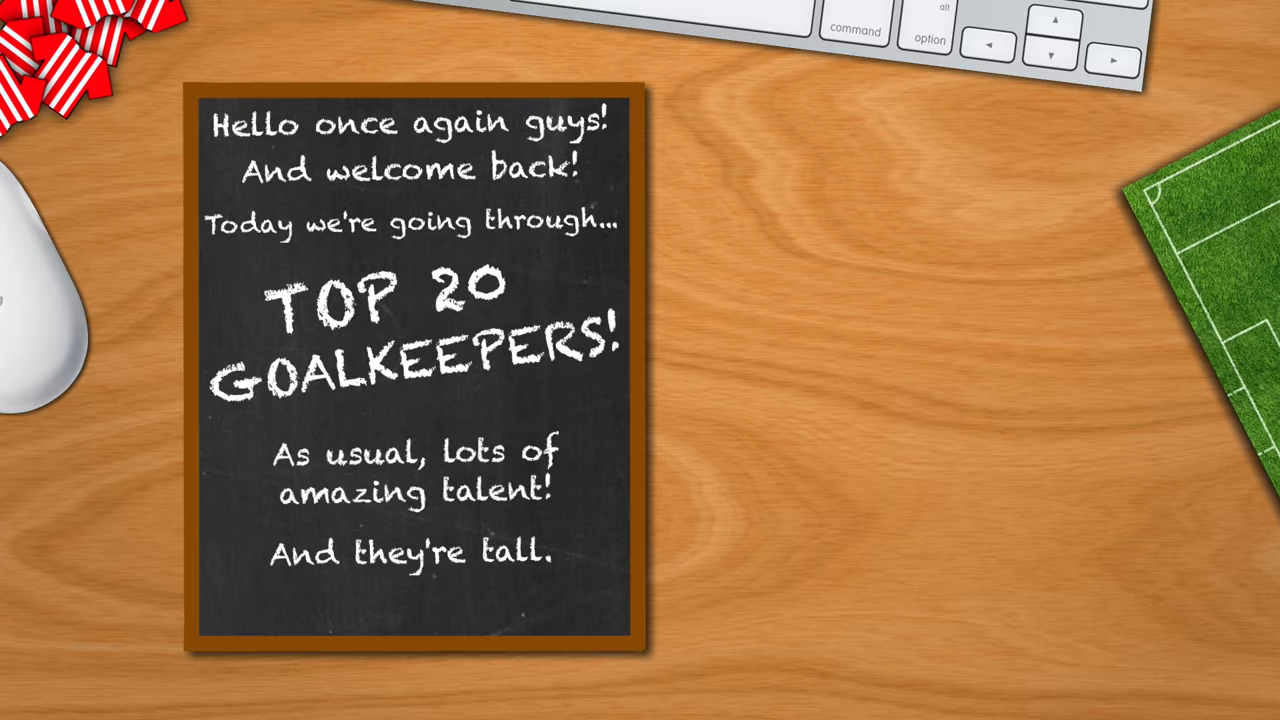 alt
command
option
Hello once again guys!
And welcome back!
Today we're going through...
TOP 20
GOALKEEPERS!
As usual, lots of
amazing talent!
And they're tall.